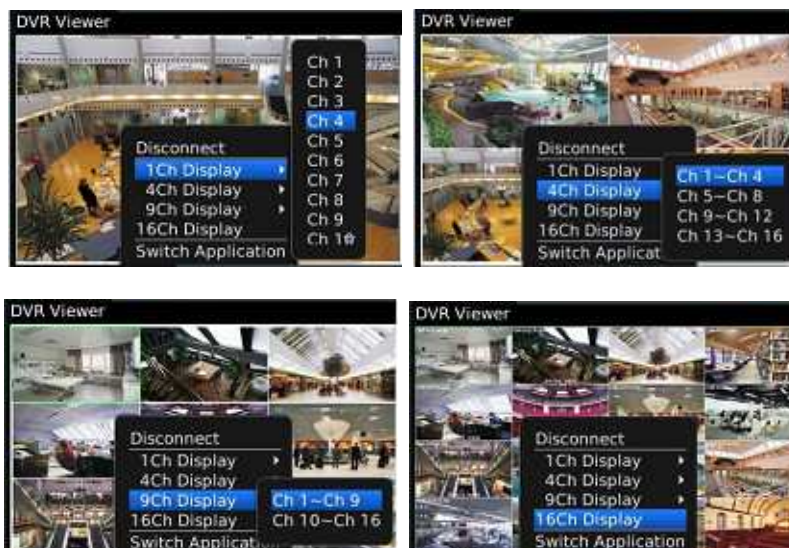 DVR Viewer
Ch 1
Ch 2
Ch 3
Ch 4
Ch 5
Ch 6
Ch 7
Ch 8
Ch 9
Disconnect
1Ch Display
4Ch Display
9Ch Display
16Ch Display
Switch Application
DVR Viewer
Disconnect
1Ch Display
4Ch Display
9Ch Display
16Ch Display
Switch Applicat
Ch 1~Ch 4
Ch 5~Ch 8
Ch 9~Ch 12
Ch 13~Ch 16
DVR Viewer
Disconnect
1Ch Display
4Ch Display
9Ch Display
16Ch Display
Switch Applicat
Ch 1~Ch 9
Ch 10~Ch 16
DVR Viewer
Disconnect
1Ch Display
4Ch Display
9Ch Display
16Ch Display
Switch Application